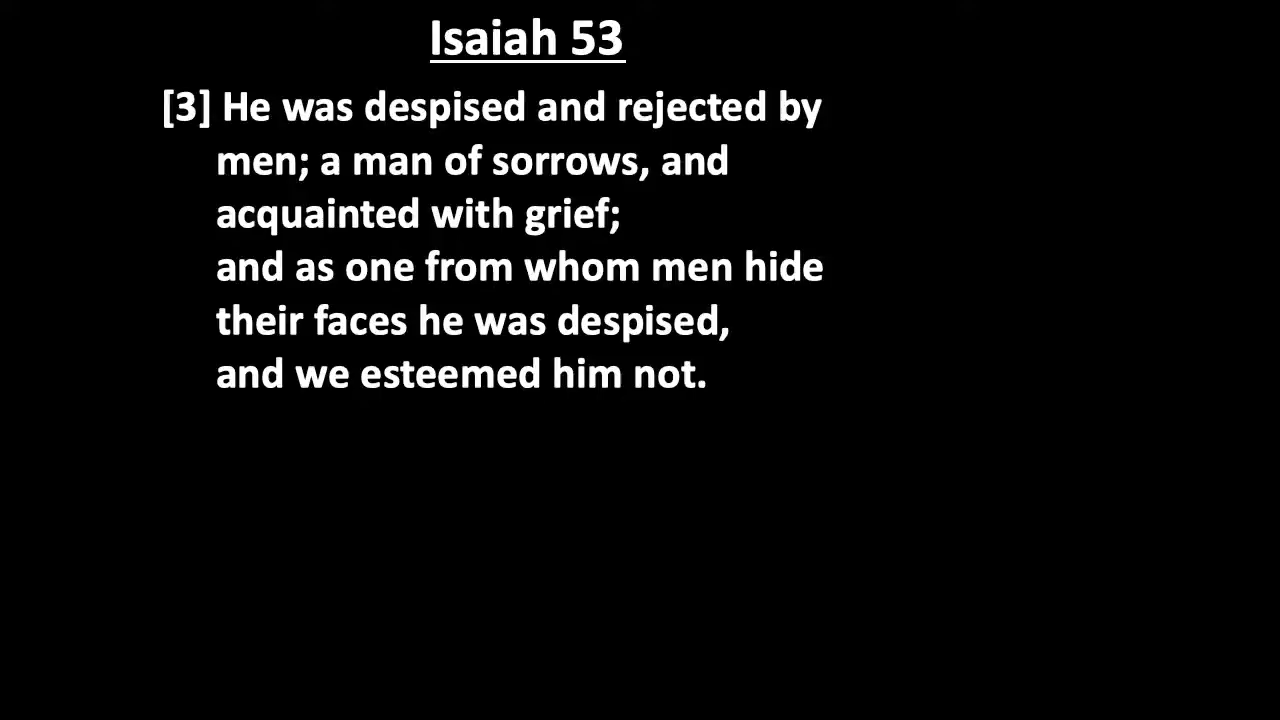 Isaiah 53
[3] He was despised and rejected by
men; a man of sorrows, and
acquainted with grief;
and as one from whom men hide
their faces he was despised,
and we esteemed him not.